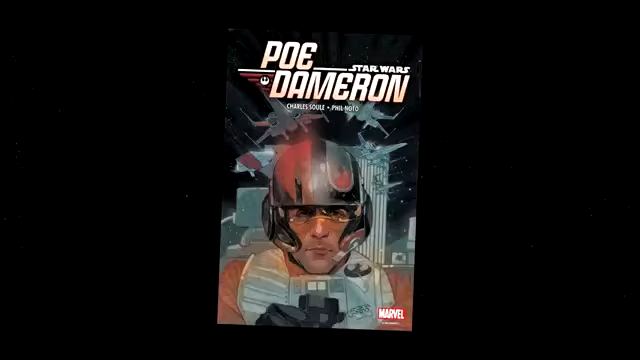 POE
STAR WARS
DAMERON
CHARLES SOULE • PHIL NOTO
MARVEL